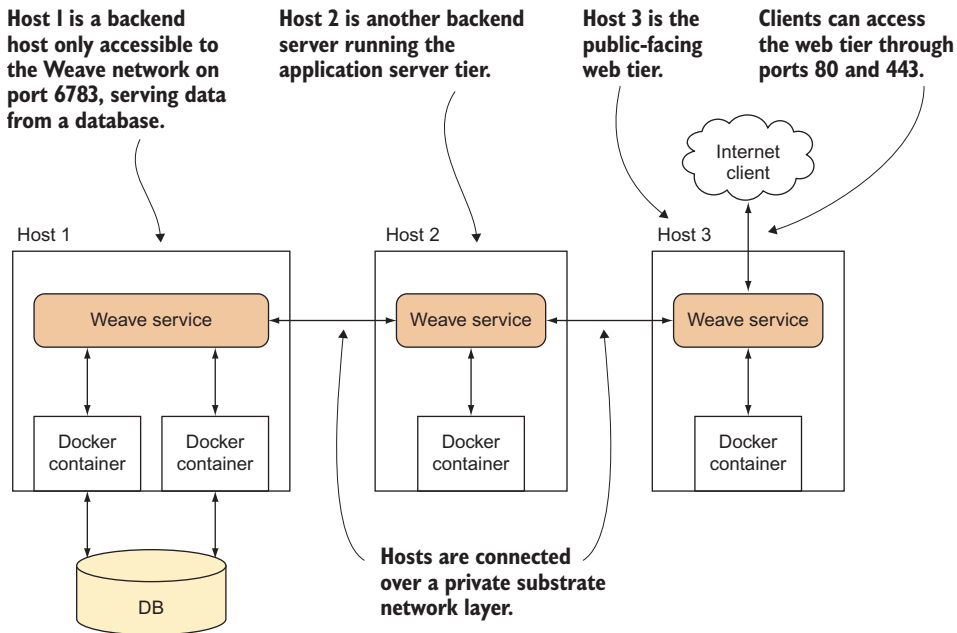 Host 1 is a backend
host only accessible to
the Weave network on
port 6783, serving data
from a database.
Host 2 is another backend
server running the
application server tier.
Host 3 is the
public-facing
web tier.
Clients can access
the web tier through
ports 80 and 443.
Internet
client
Host 1
Host 2
Host 3
Weave service
Weave service
Weave service
Docker
container
Docker
container
Docker
container
Docker
container
Hosts are connected
over a private substrate
network layer.
DB